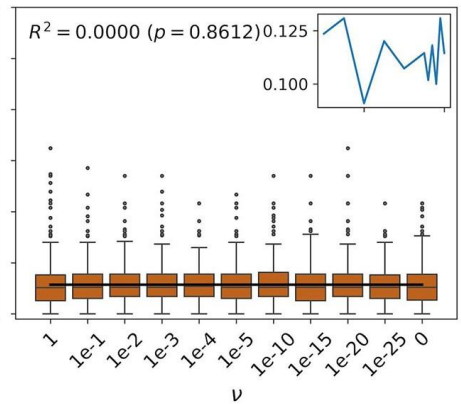 R² = 0.0000 (p = 0.8612)
0.125
0.100
1
1e-1
1e-2
1e-3
1e-4
1e-5
1e-10
1e-15
1e-20
1e-25
0
ν